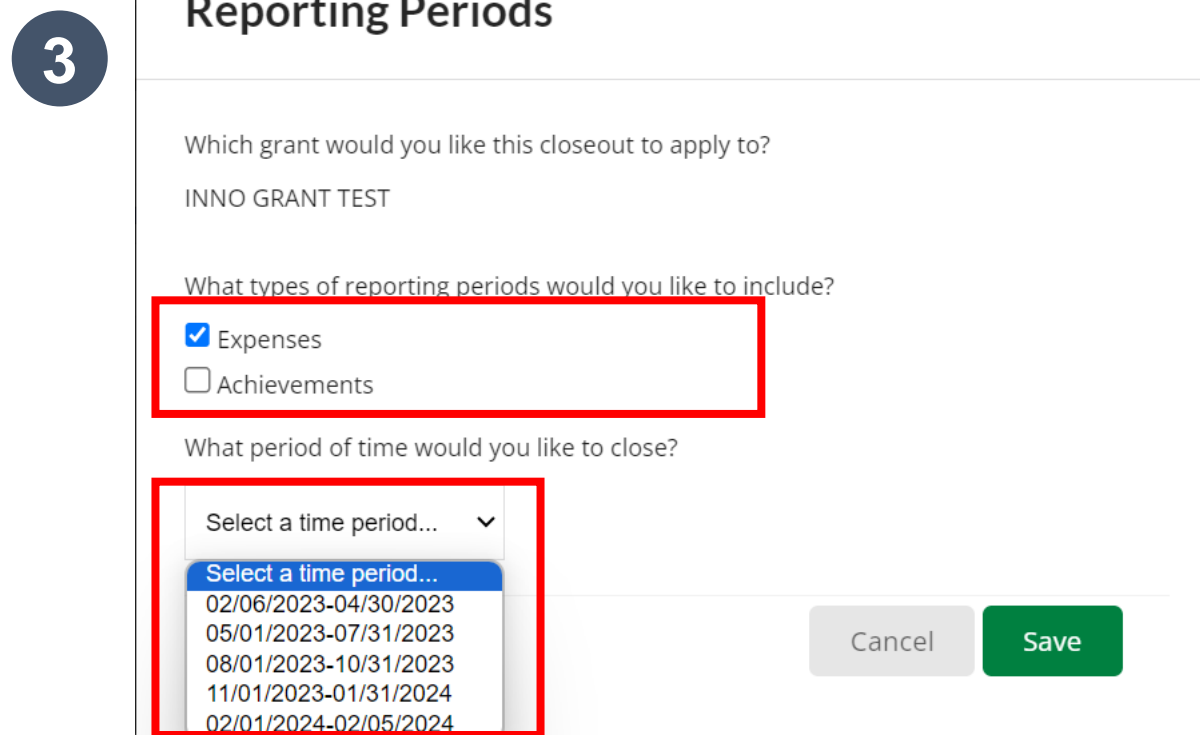 3
Reporting Periods
Which grant would you like this closeout to apply to?
INNO GRANT TEST
What types of reporting periods would you like to include?
Expenses
Achievements
What period of time would you like to close?
Select a time period...
Select a time period...
02/06/2023-04/30/2023
05/01/2023-07/31/2023
08/01/2023-10/31/2023
11/01/2023-01/31/2024
02/01/2024-02/05/2024
Cancel
Save